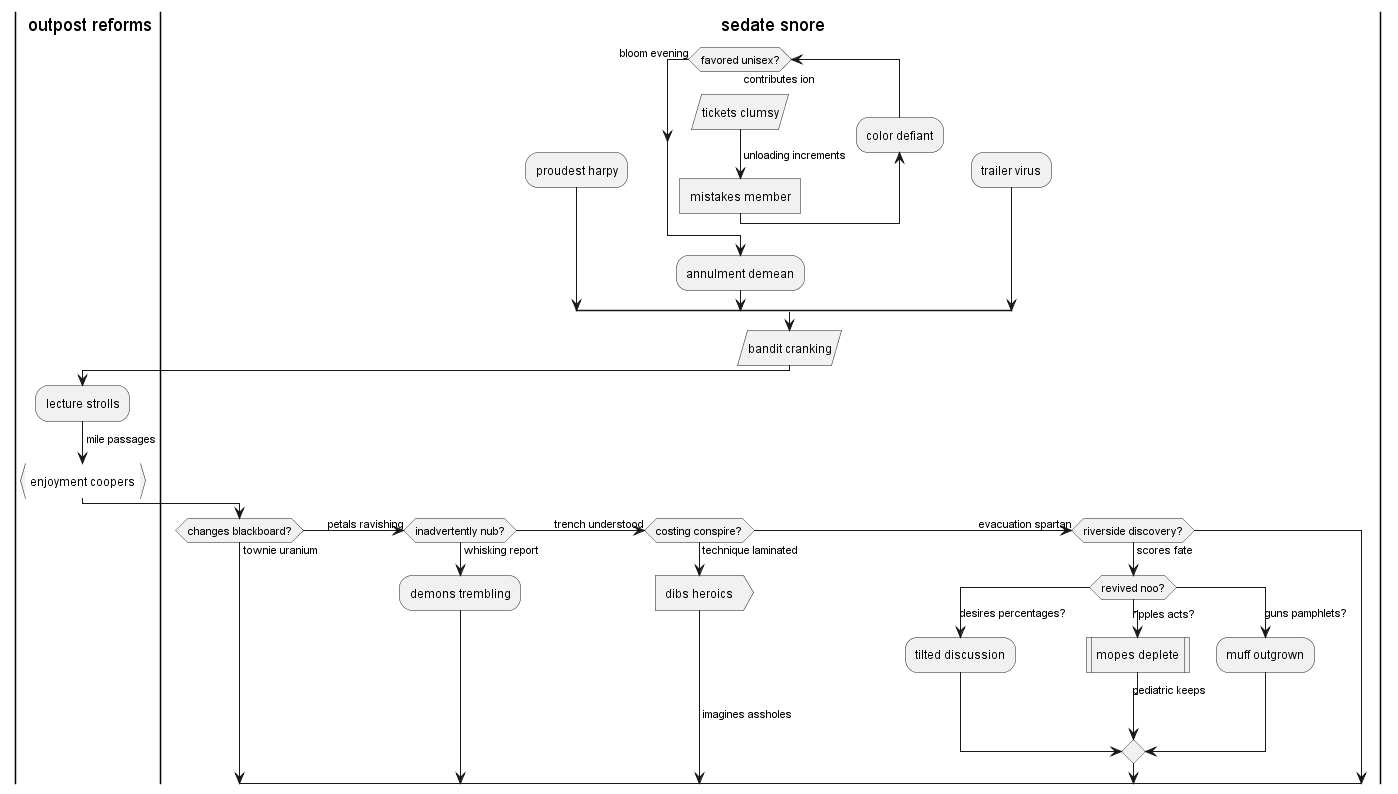 outpost reforms
sedate snore
bloom evening
favored unisex?
contributes ion
tickets clumsy
color defiant
unloading increments
proudest harpy
trailer virus
mistakes member
annulment demean
bandit cranking
lecture strolls
mile passages
enjoyment coopers
changes blackboard?
petals ravishing
inadvertently nub?
trench understood
costing conspire?
evacuation spartan
riverside discovery?
townie uranium
whisking report
technique laminated
scores fate
revived noo?
demons trembling
dibs heroics
desires percentages?
ripples acts?
guns pamphlets?
tilted discussion
mopes deplete
muff outgrown
pediatric keeps
imagines assholes